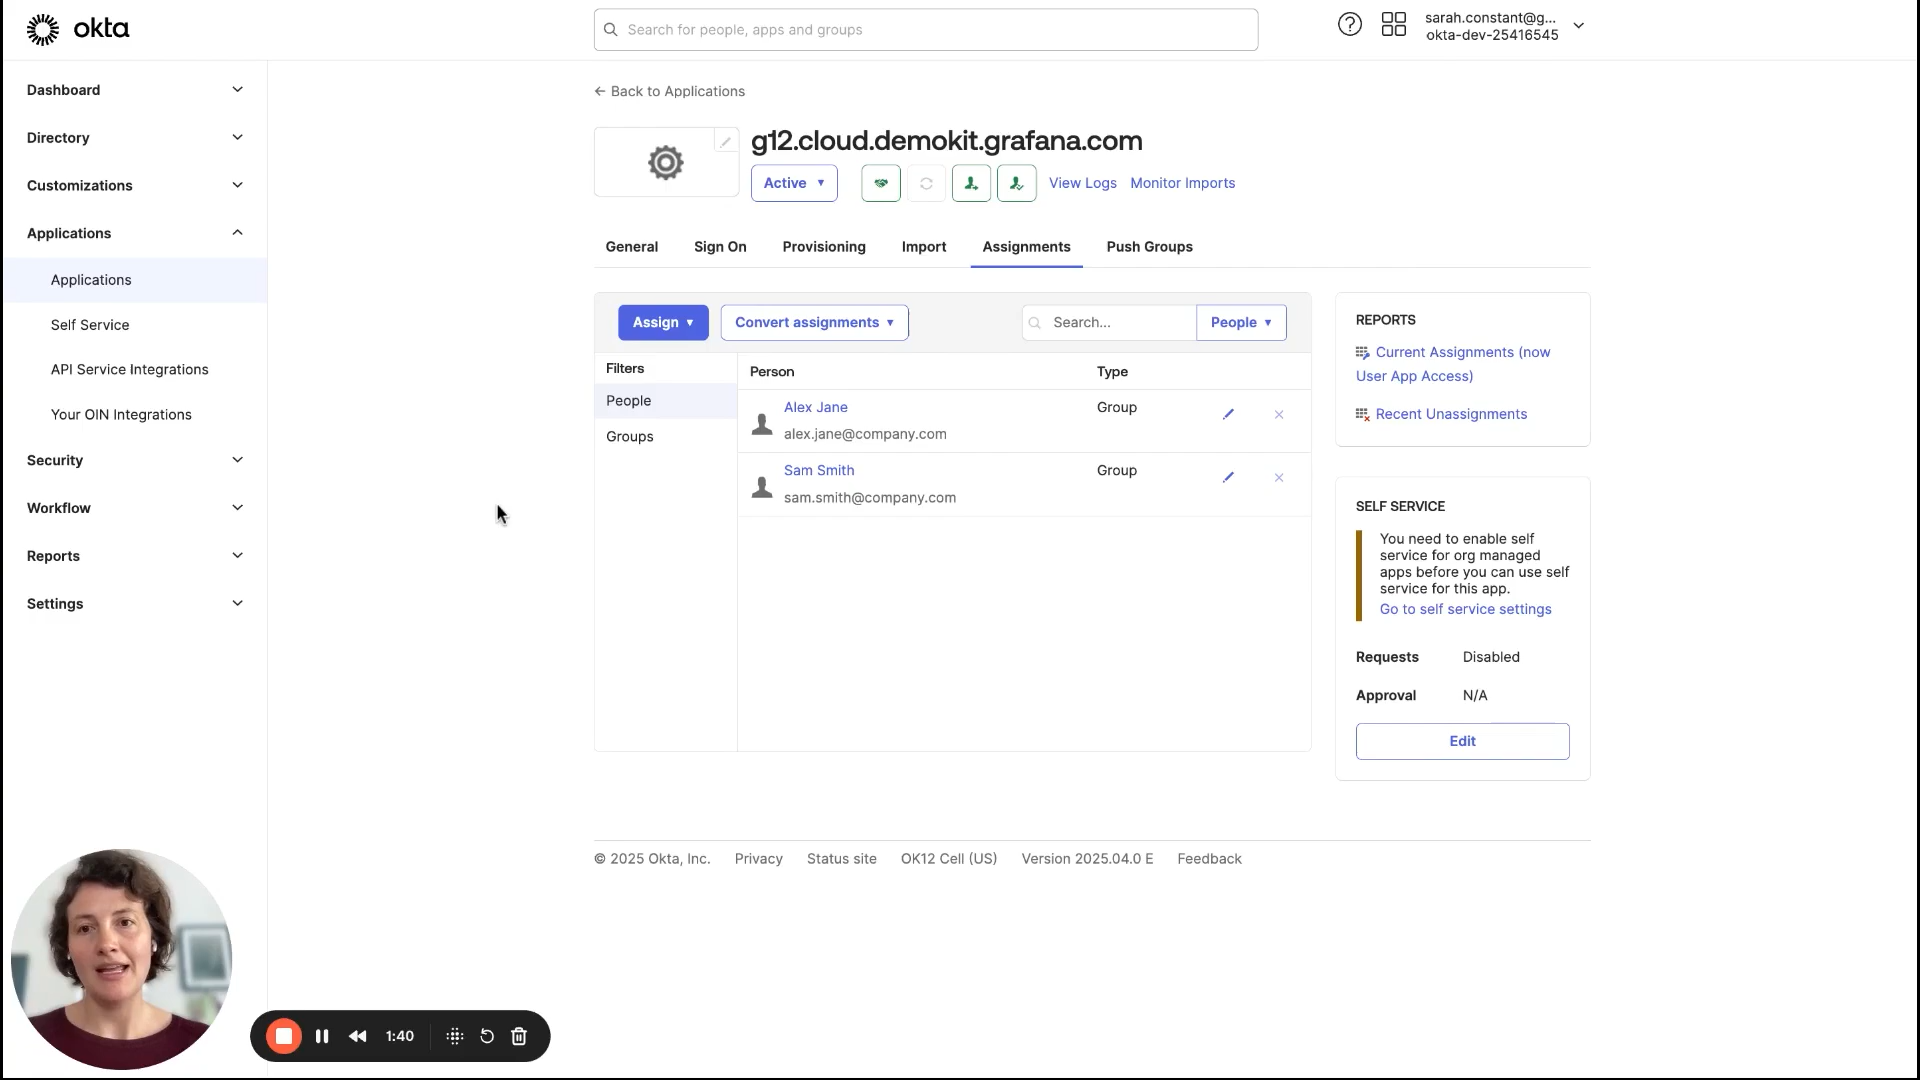 okta
Search for people, apps and groups
sarah.constant@g...
okta-dev-25416545
Dashboard
Directory
Customizations
Applications
Applications
Self Service
API Service Integrations
Your OIN Integrations
Security
Workflow
Reports
Settings
← Back to Applications
g12.cloud.demokit.grafana.com
Active
View Logs
Monitor Imports
General
Sign On
Provisioning
Import
Assignments
Push Groups
Assign
Convert assignments
Search...
People
Filters
People
Groups
Person
Type
Alex Jane
Group
alex.jane@company.com
Sam Smith
Group
sam.smith@company.com
REPORTS
Current Assignments (now
User App Access)
Recent Unassignments
SELF SERVICE
You need to enable self
service for org managed
apps before you can use self
service for this app.
Go to self service settings
Requests Disabled
Approval N/A
Edit
© 2025 Okta, Inc.
Privacy
Status site
OK12 Cell (US)
Version 2025.04.0 E
Feedback
1:40